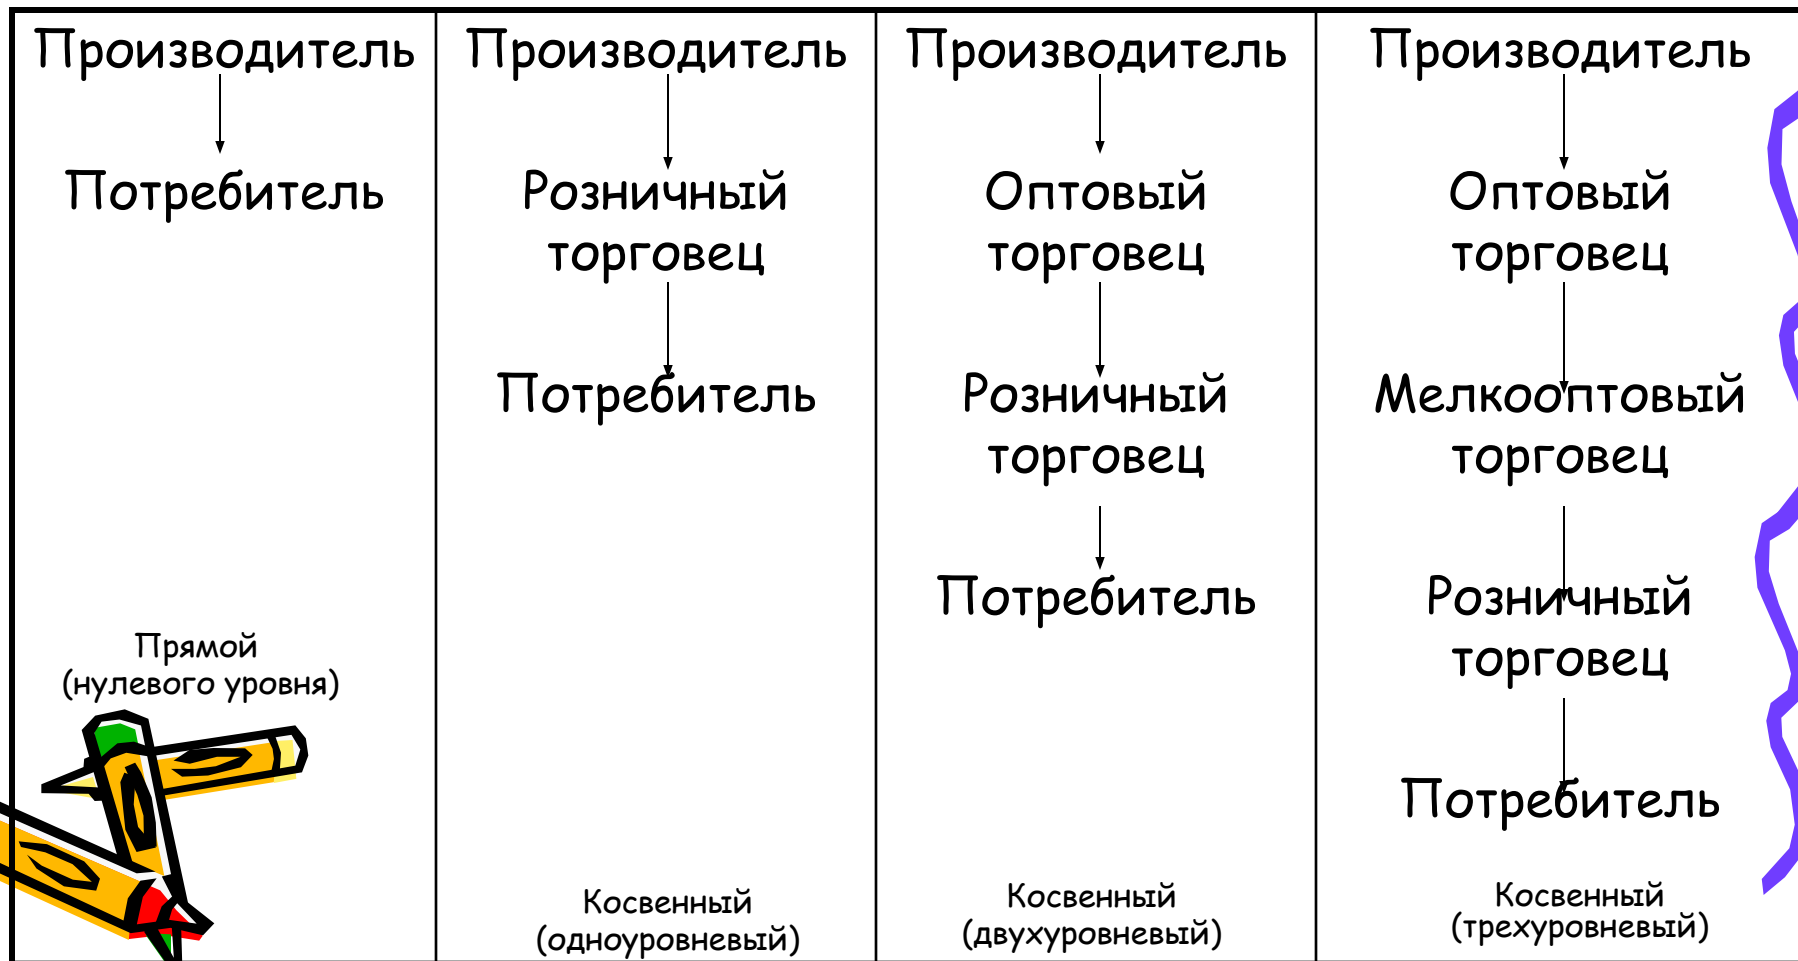 Производитель
Потребитель
Прямой
(нулевого уровня)
Производитель
Розничный
торговец
Потребитель
Косвенный
(одноуровневый)
Производитель
Оптовый
торговец
Розничный
торговец
Потребитель
Косвенный
(двухуровневый)
Производитель
Оптовый
торговец
Мелкооптовый
торговец
Розничный
торговец
Потребитель
Косвенный
(трехуровневый)